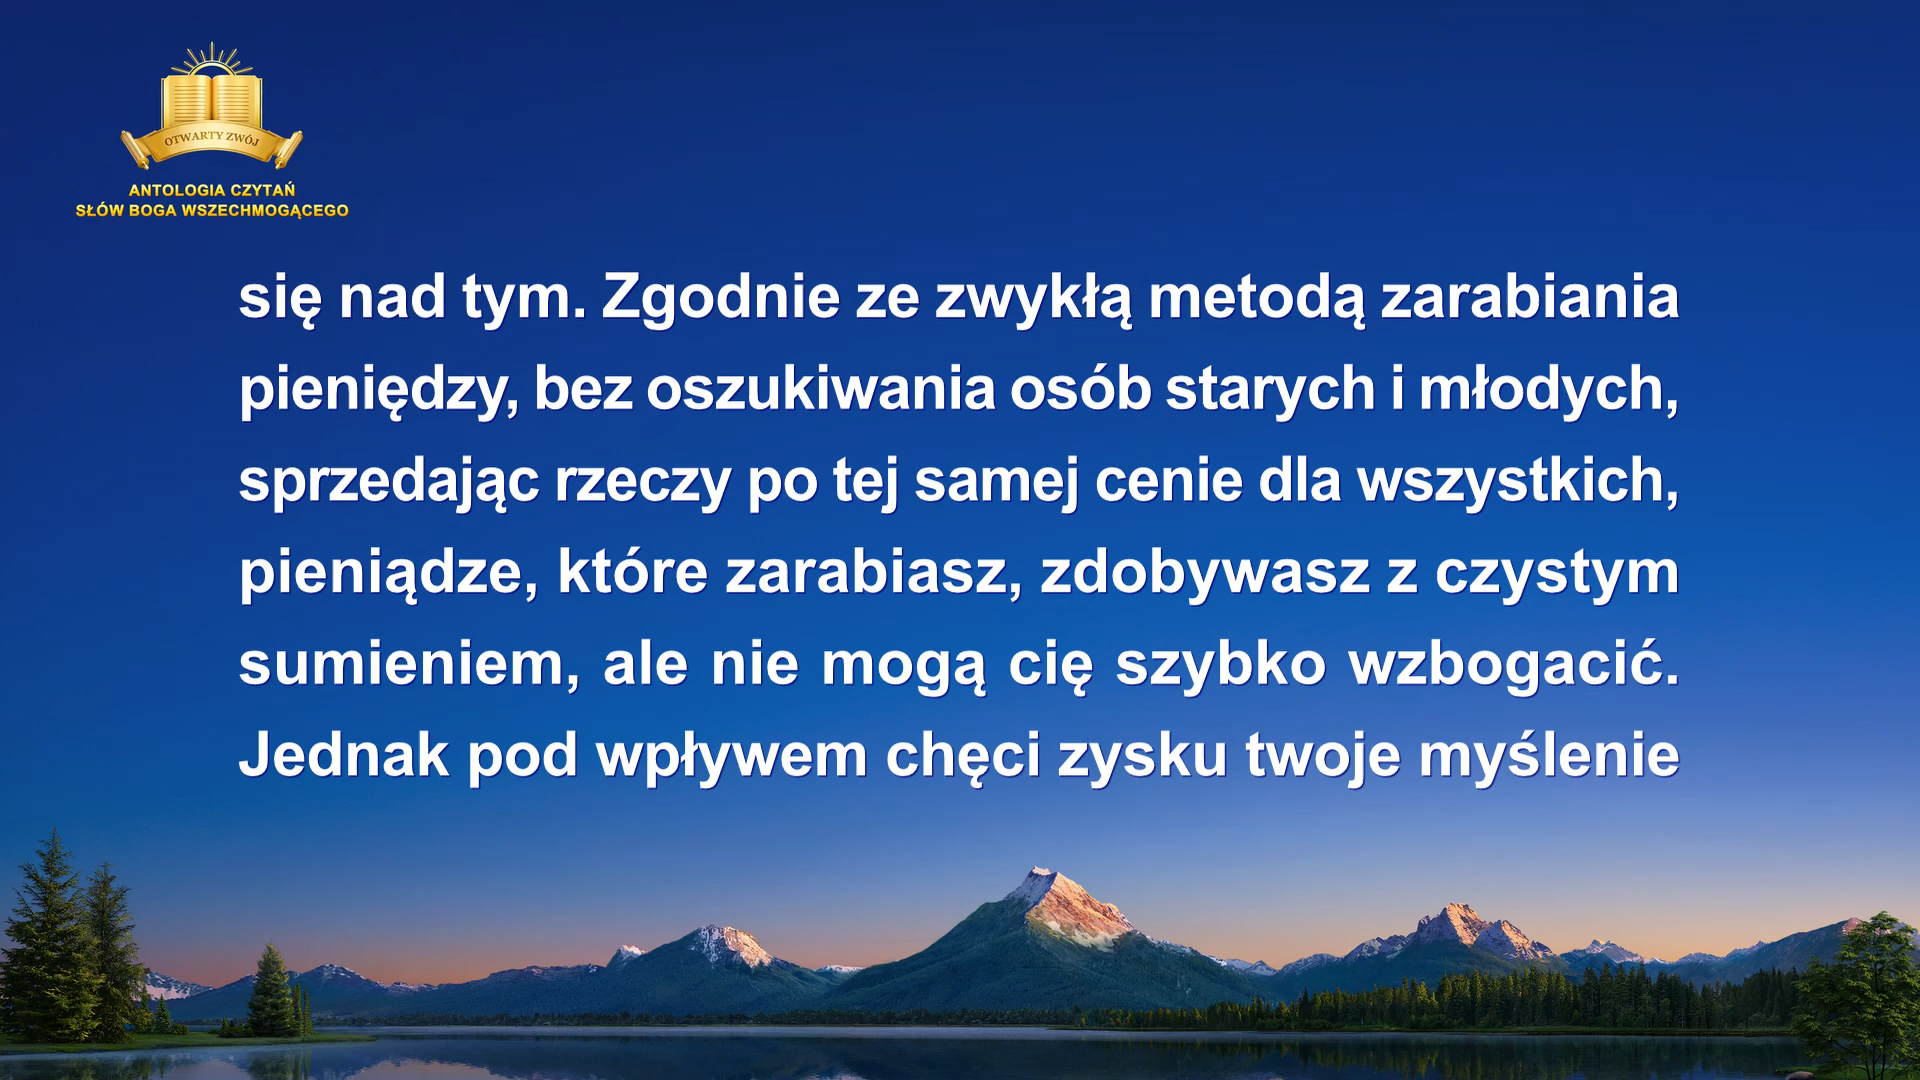 OTWARTY ZWÓJ
ANTOLOGIA CZYTAŃ
SŁÓW BOGA WSZECHMOGĄCEGO
się nad tym. Zgodnie ze zwykłą metodą zarabiania
pieniędzy, bez oszukiwania osób starych i młodych,
sprzedając rzeczy po tej samej cenie dla wszystkich,
pieniądze, które zarabiasz, zdobywasz z czystym
sumieniem, ale nie mogą cię szybko wzbogacić.
Jednak pod wpływem chęci zysku twoje myślenie